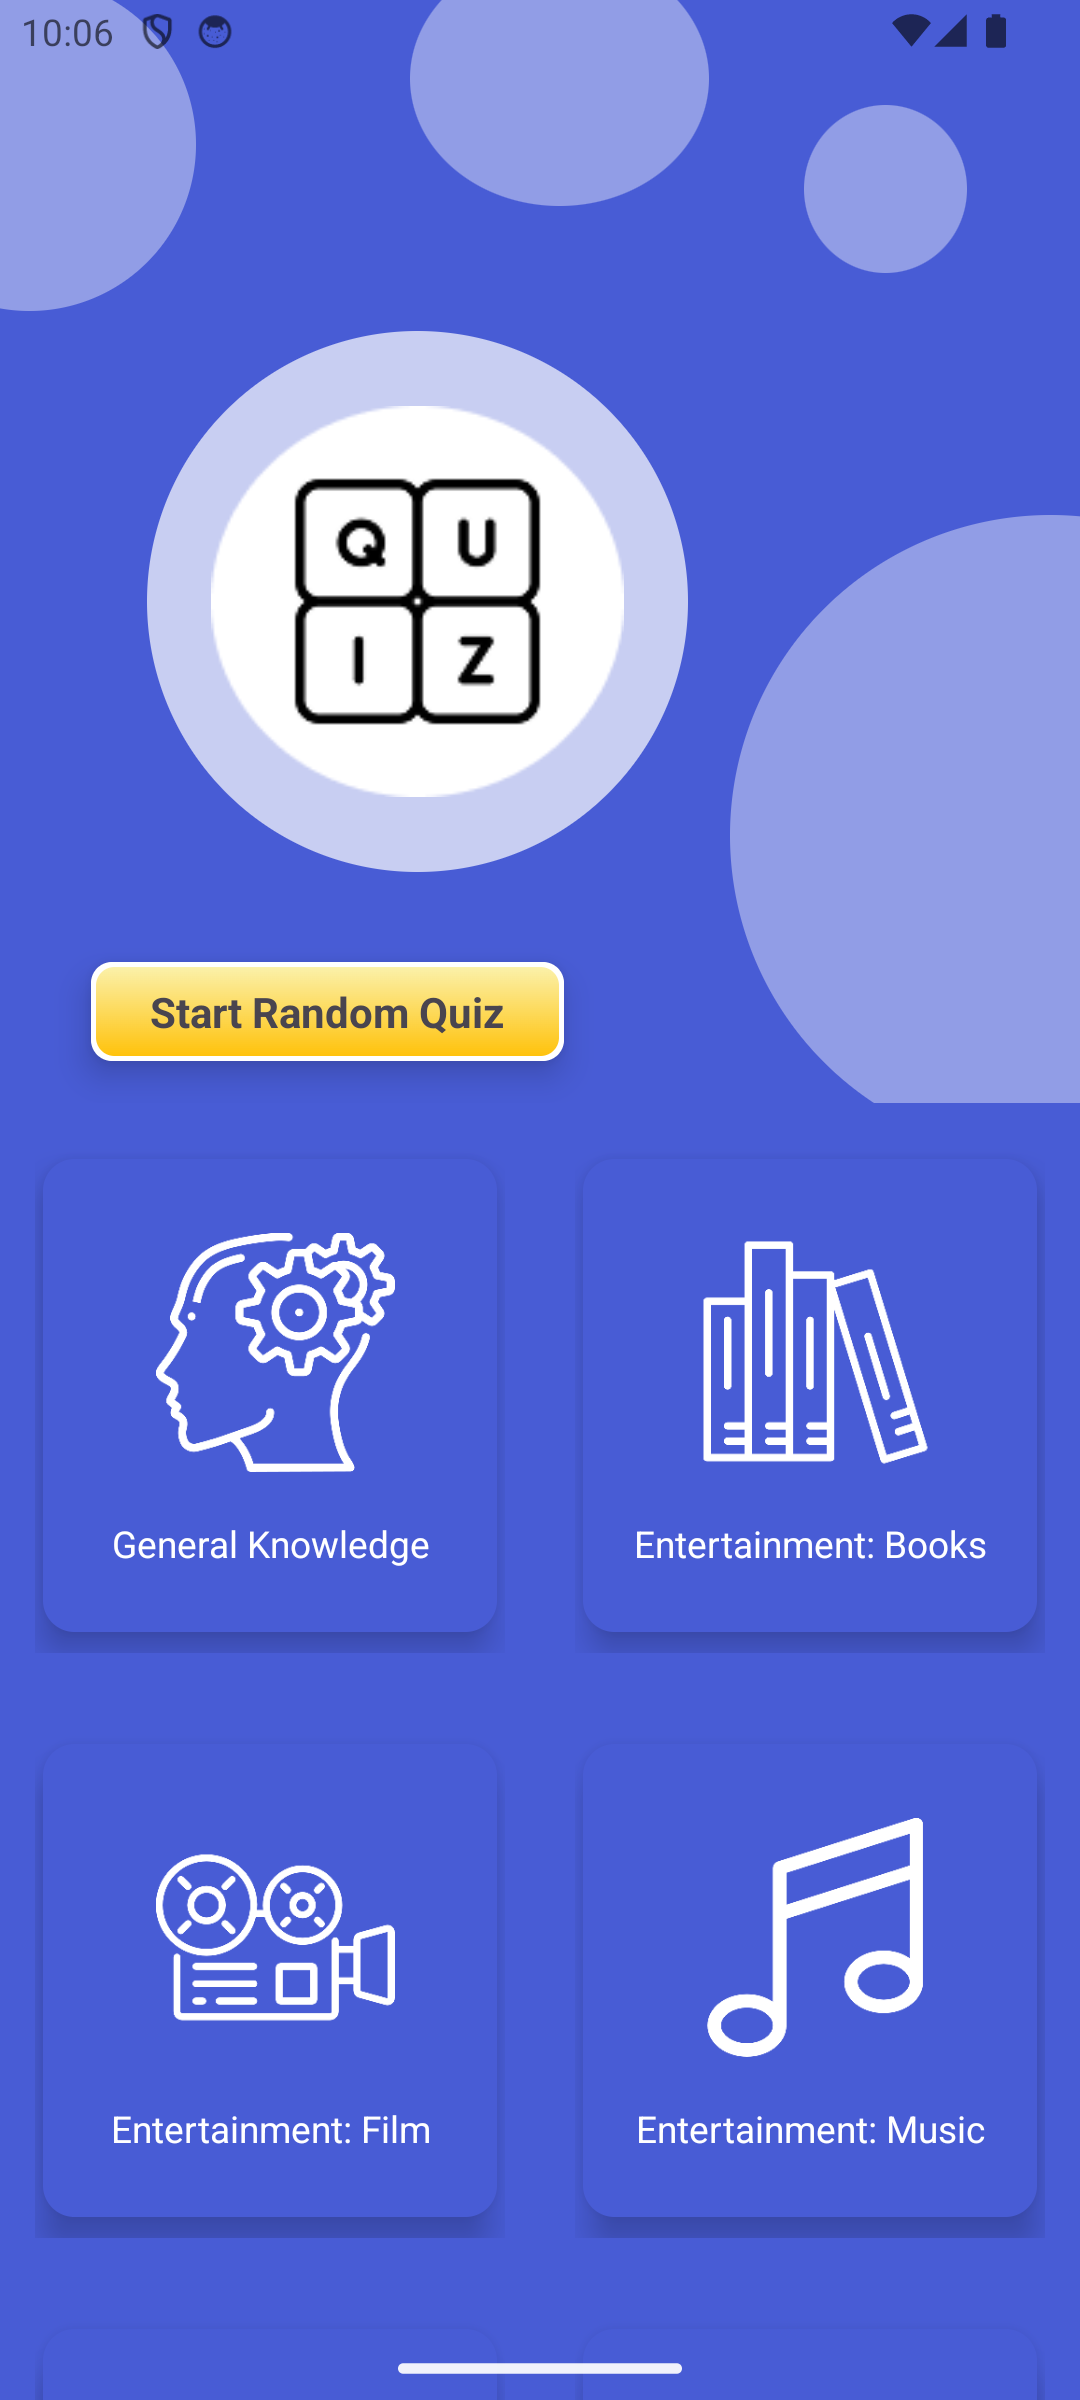 10:06
Q U
I Z
Start Random Quiz
General Knowledge
Entertainment: Books
Entertainment: Film
Entertainment: Music